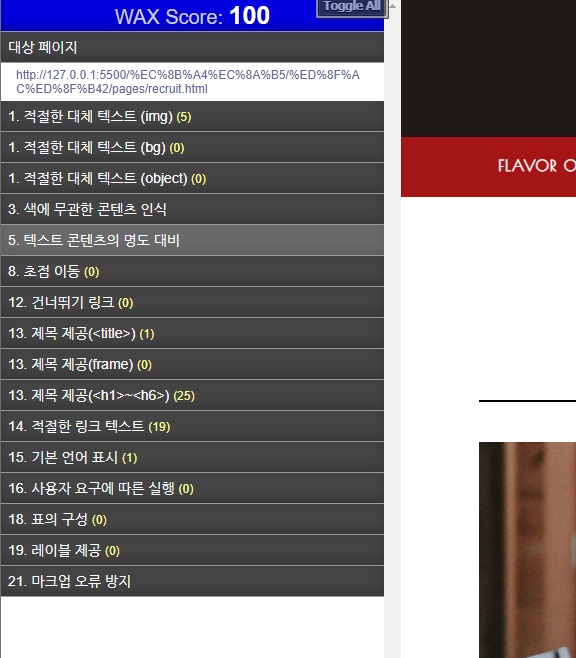 Toggle All
WAX Score: 100
대상 페이지
http://127.0.0.1:5500/%EC%8B%A4%EC%8A%B5/%ED%8F%A
C%ED%8F%B42/pages/recruit.html
1. 적절한 대체 텍스트 (img) (5)
1. 적절한 대체 텍스트 (bg) (0)
1. 적절한 대체 텍스트 (object) (0)
3. 색에 무관한 콘텐츠 인식
5. 텍스트 콘텐츠의 명도 대비
8. 초점 이동 (0)
12. 건너뛰기 링크 (0)
13. 제목 제공(<title>) (1)
13. 제목 제공(frame) (0)
13. 제목 제공(<h1>~<h6>) (25)
14. 적절한 링크 텍스트 (19)
15. 기본 언어 표시 (1)
16. 사용자 요구에 따른 실행 (0)
18. 표의 구성 (0)
19. 레이블 제공 (0)
21. 마크업 오류 방지
FLAVOR O